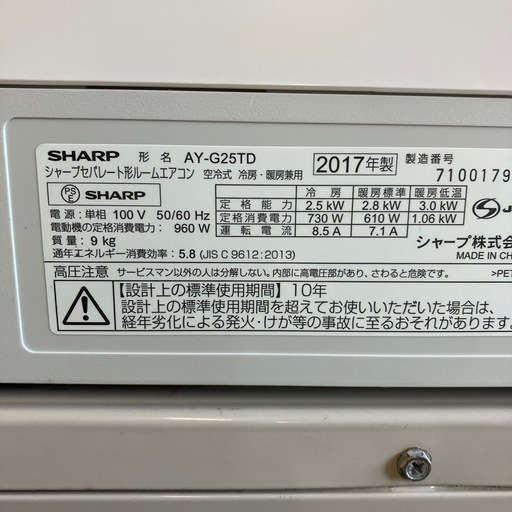 SHARP 形 名 AY-G25TD 2017年製 製造番号
シャープセパレート形ルームエアコン 空冷式 冷房・暖房兼用 7100179
PS E SHARP
冷 房 暖房標準 暖房低温
定 格 能 力 2.5 kW 2.8 kW 3.0 kW
定格消費電力 730 W 610 W 1.06 kW
運 転 電 流 8.5 A 7.1 A
電 源 : 単相 100 V 50/60 Hz
電動機の定格消費電力 : 960 W
質 量 : 9 kg
通年エネルギー消費効率 : 5.8 (JIS C 9612:2013)
シャープ株式
MADE IN CH
高圧注意 サービスマン以外の人は分解しない。内部に高電圧部があり、さわると危険です。 >PET
【設計上の標準使用期間】10年
設計上の標準使用期間を超えてお使いいただいた場合は、
経年劣化による発火・けが等の事故に至るおそれがあります